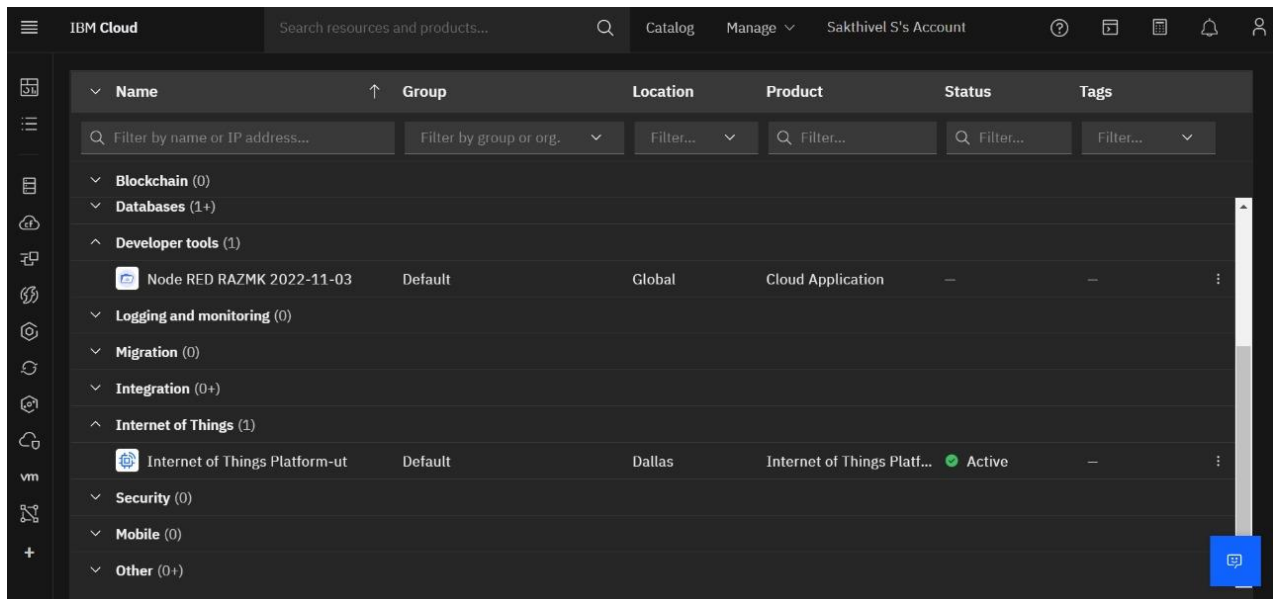 IBM Cloud Search resources and products... Catalog Manage Sakthivel S's Account
Name Group Location Product Status Tags
Filter by name or IP address... Filter by group or org. Filter... Filter... Filter... Filter...
Blockchain (0)
Databases (1+)
Developer tools (1)
Node RED RAZMK 2022-11-03 Default Global Cloud Application — —
Logging and monitoring (0)
Migration (0)
Integration (0+)
Internet of Things (1)
Internet of Things Platform-ut Default Dallas Internet of Things Platf... Active —
Security (0)
vm
Mobile (0)
Other (0+)